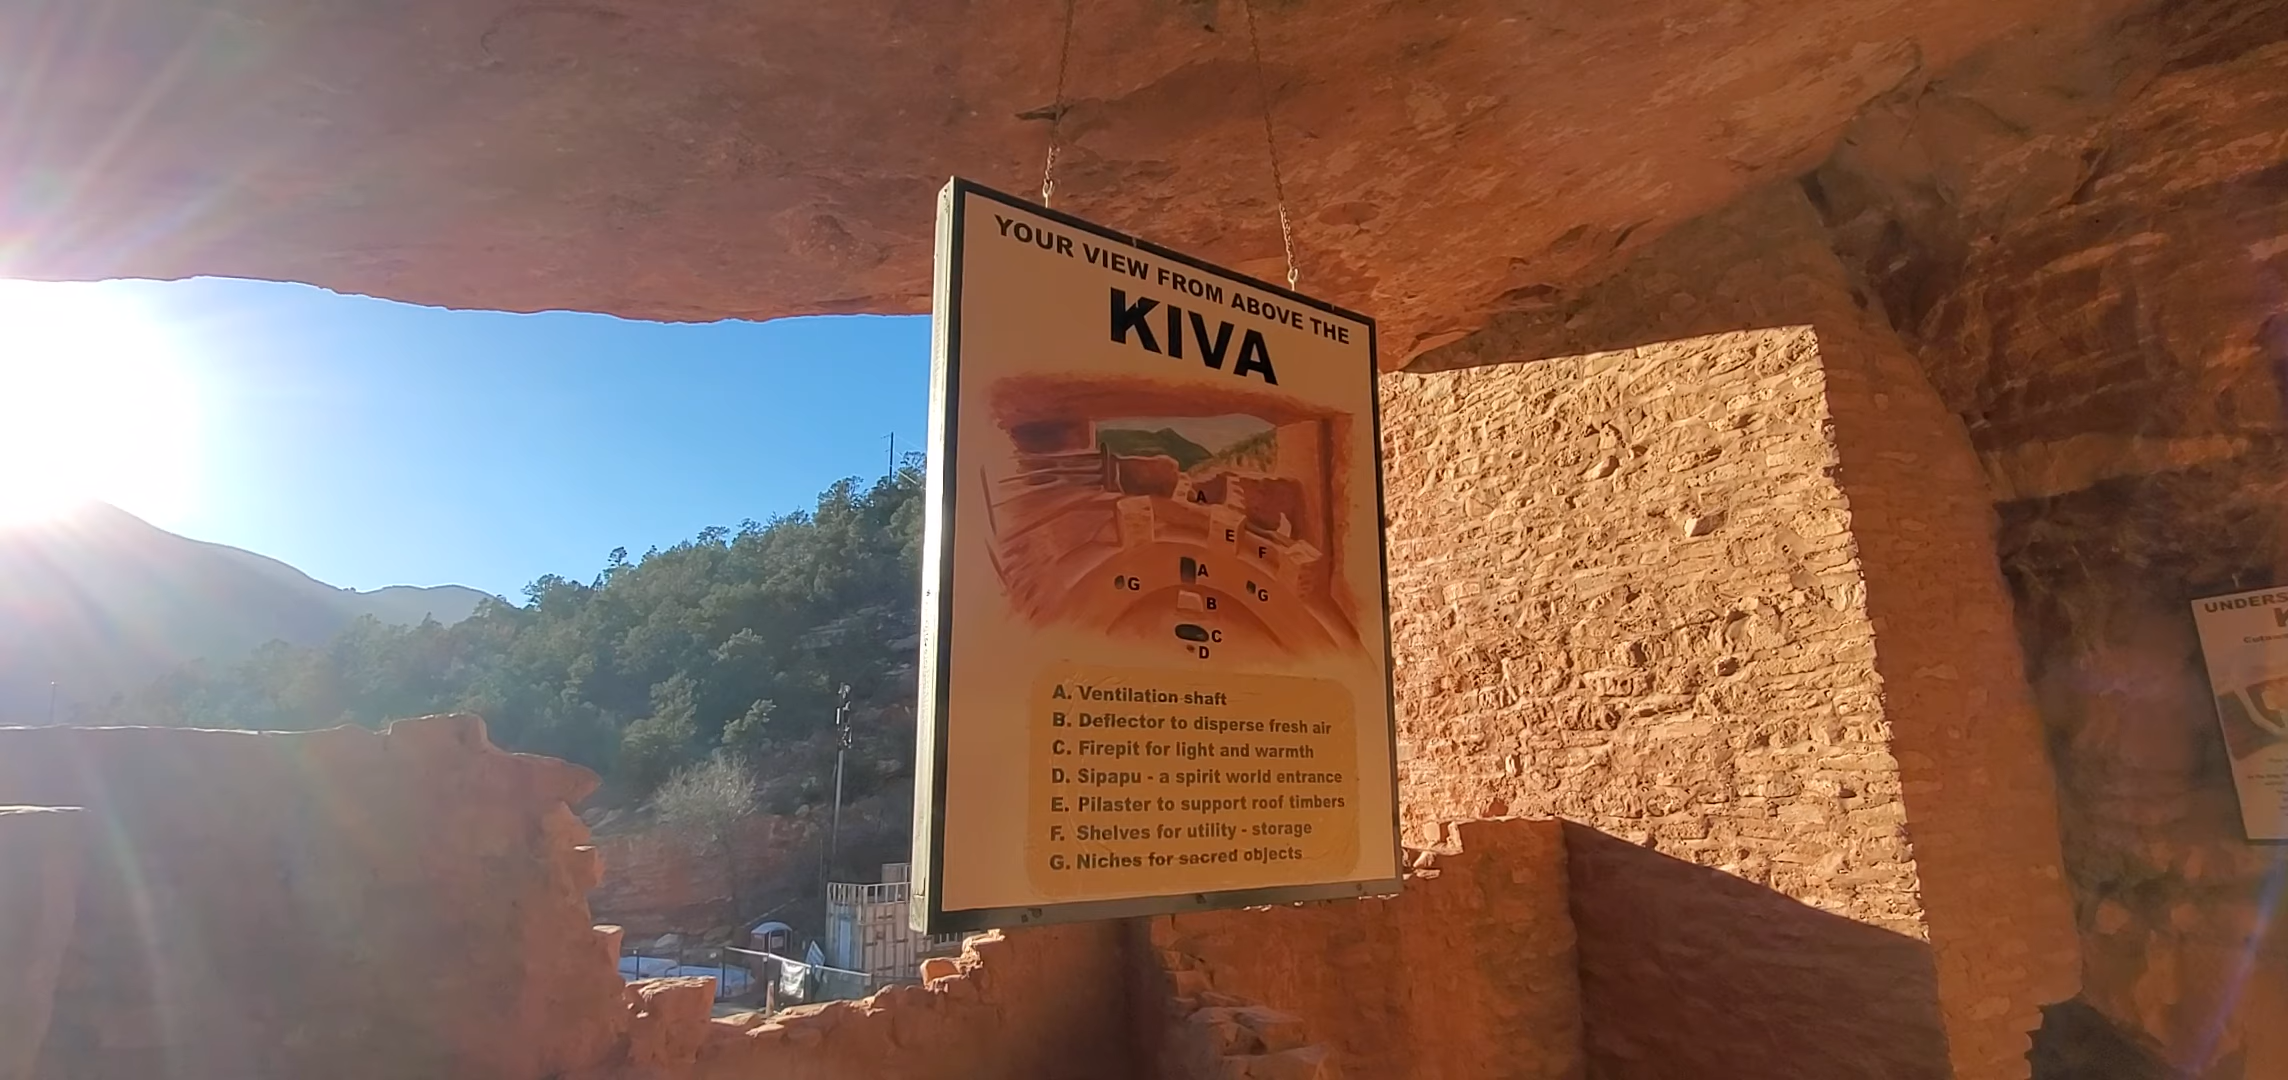 YOUR VIEW FROM ABOVE THE
KIVA
A
E
F
A
G
G
B
C
D
A. Ventilation shaft
B. Deflector to disperse fresh air
C. Firepit for light and warmth
D. Sipapu - a spirit world entrance
E. Pilaster to support roof timbers
F. Shelves for utility - storage
G. Niches for sacred objects
UNDERS